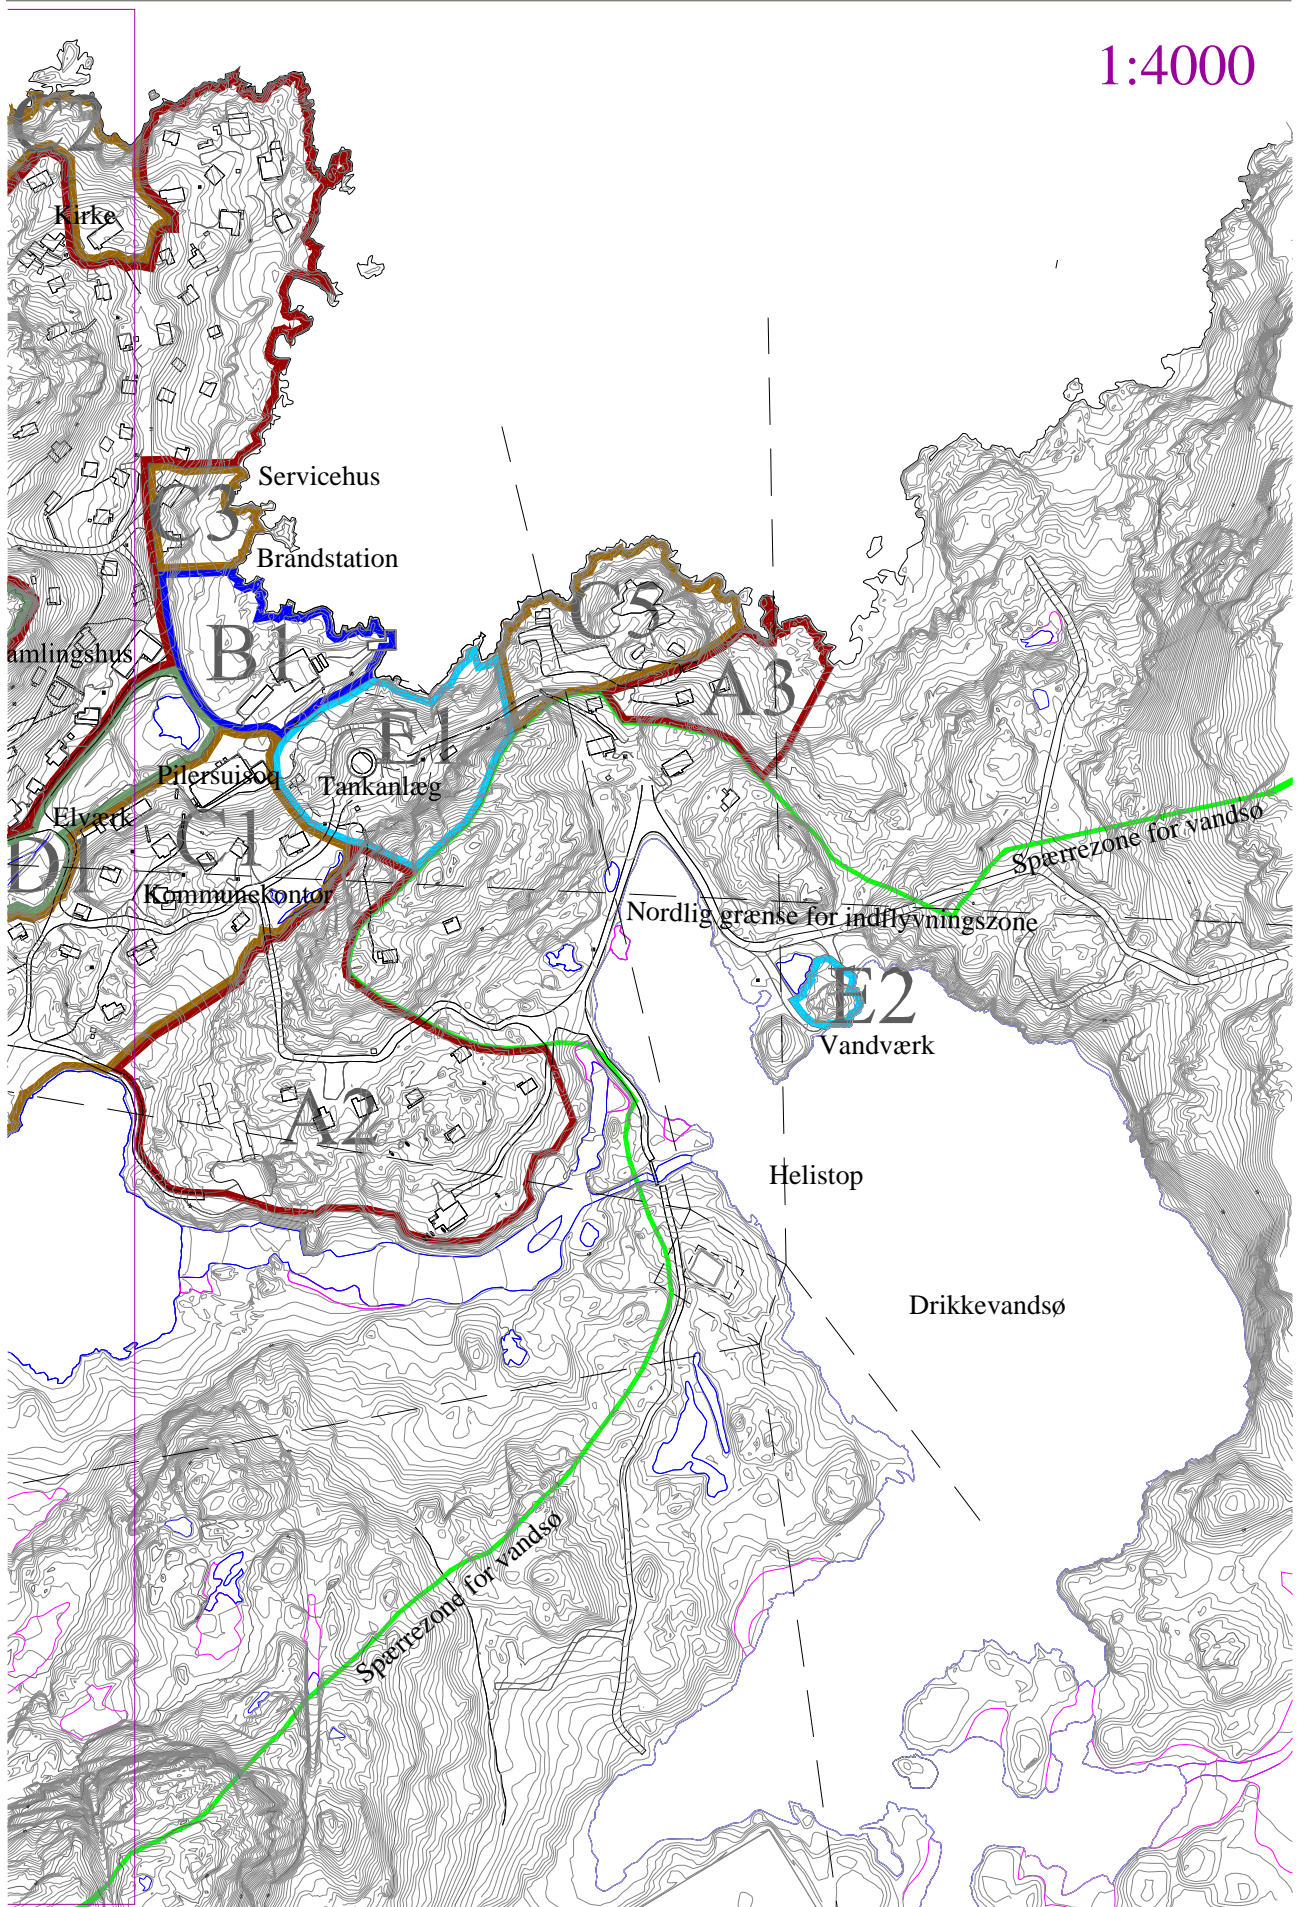 1:4000
C2
Kirke
Servicehus
C3
Brandstation
C5
B1
amlingshus
A3
E1
Pilersuisoq
Tankanlæg
Elværk
C1
D1
Spærrezone for vandsø
Kommunekontor
Nordlig grænse for indflyvningszone
E2
Vandværk
A2
Helistop
Drikkevandsø
Spærrezone for vandsø